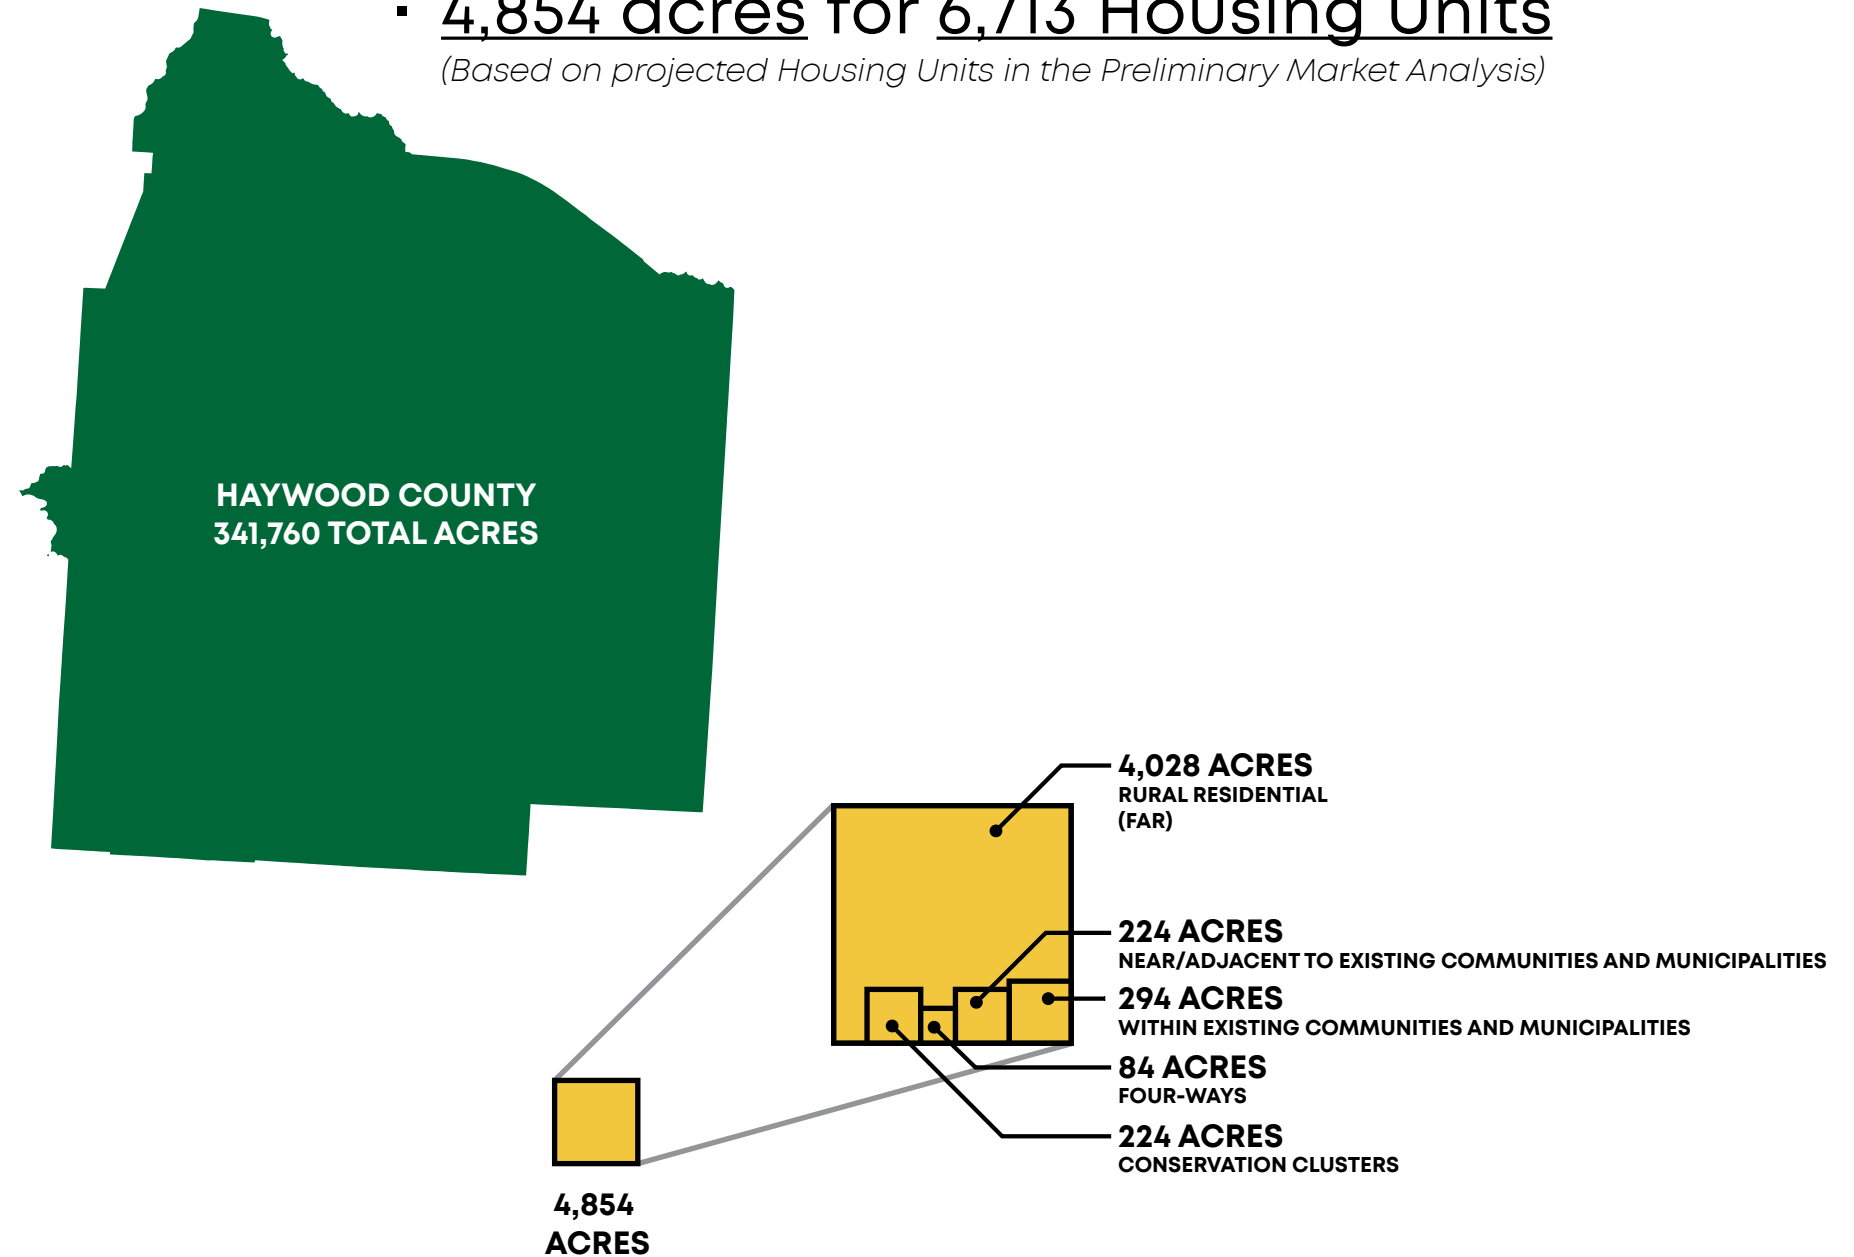 ▪ 4,854 acres for 6,713 Housing Units
(Based on projected Housing Units in the Preliminary Market Analysis)
HAYWOOD COUNTY
341,760 TOTAL ACRES
4,028 ACRES
RURAL RESIDENTIAL
(FAR)
224 ACRES
NEAR/ADJACENT TO EXISTING COMMUNITIES AND MUNICIPALITIES
294 ACRES
WITHIN EXISTING COMMUNITIES AND MUNICIPALITIES
84 ACRES
FOUR-WAYS
224 ACRES
CONSERVATION CLUSTERS
4,854
ACRES